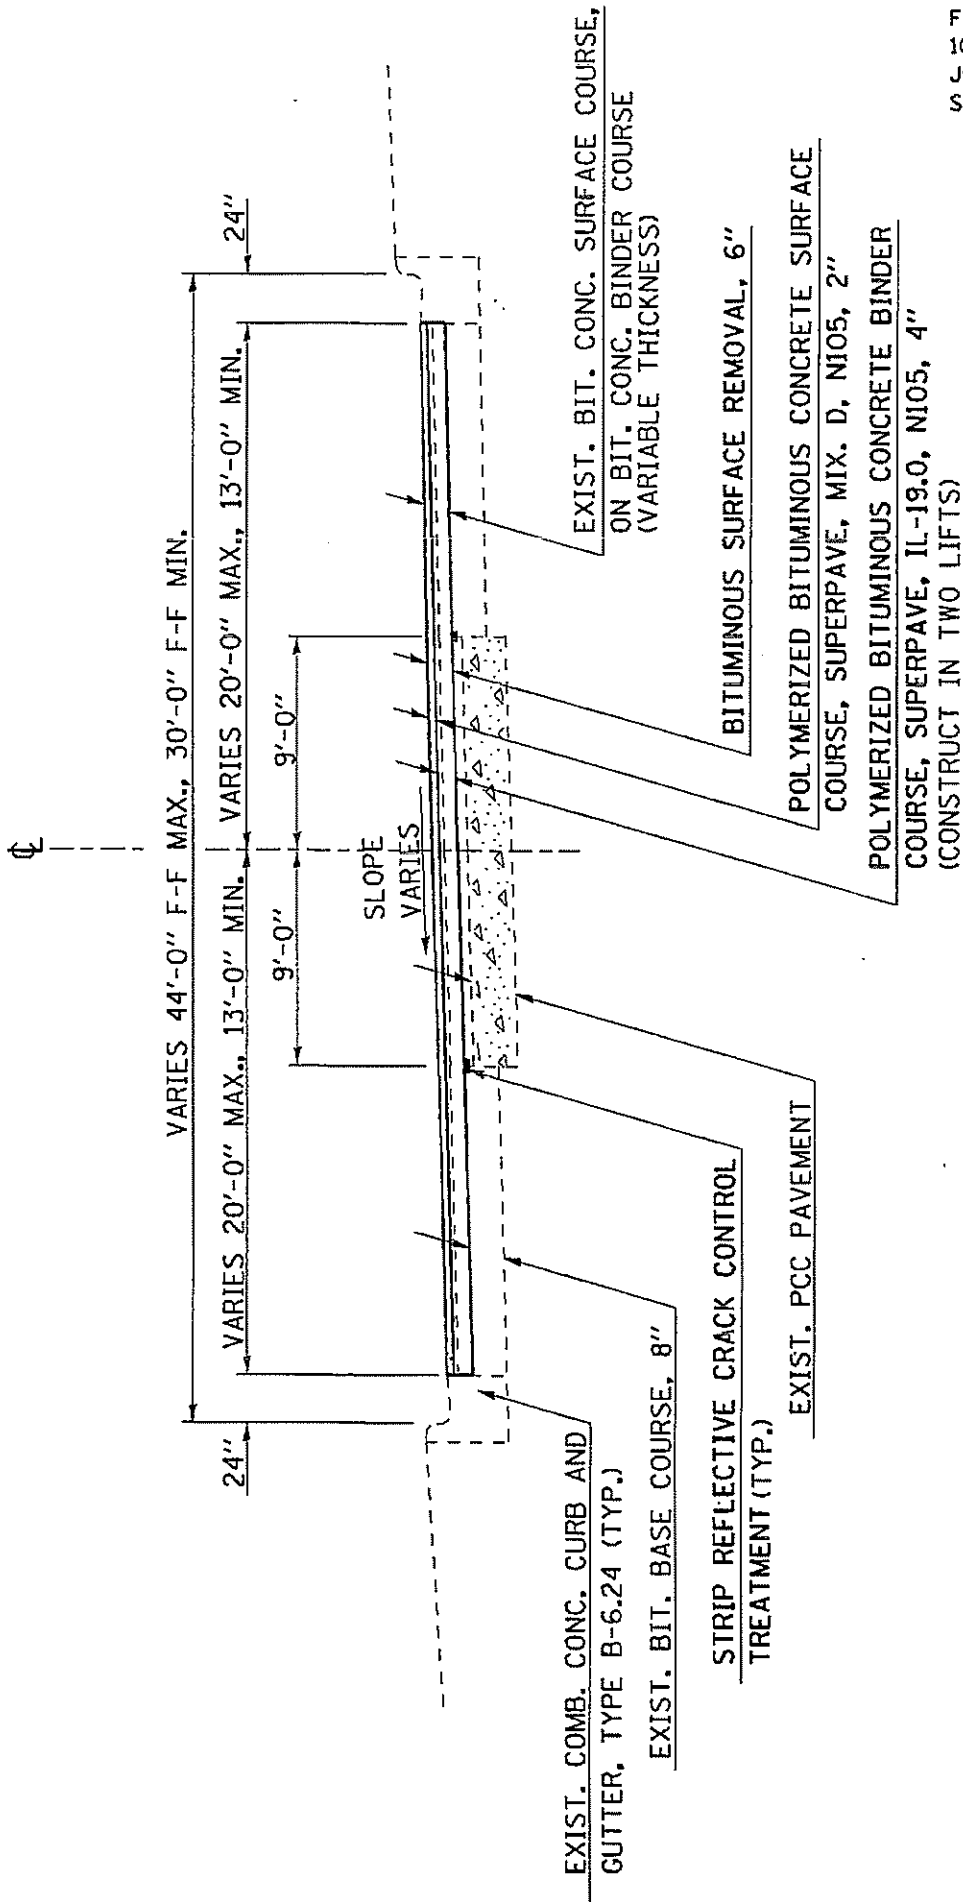 ℄
VARIES 44'-0" F-F MAX., 30'-0" F-F MIN.
24"
VARIES 20'-0" MAX., 13'-0" MIN.
VARIES 20'-0" MAX., 13'-0" MIN.
24"
9'-0"
9'-0"
SLOPE
VARIES
EXIST. COMB. CONC. CURB AND
GUTTER, TYPE B-6.24 (TYP.)
EXIST. BIT. BASE COURSE, 8"
STRIP REFLECTIVE CRACK CONTROL
TREATMENT (TYP.)
EXIST. PCC PAVEMENT
EXIST. BIT. CONC. SURFACE COURSE,
ON BIT. CONC. BINDER COURSE
(VARIABLE THICKNESS)
BITUMINOUS SURFACE REMOVAL, 6"
POLYMERIZED BITUMINOUS CONCRETE SURFACE
COURSE, SUPERPAVE, MIX. D, N105, 2"
POLYMERIZED BITUMINOUS CONCRETE BINDER
COURSE, SUPERPAVE, IL-19.0, N105, 4"
(CONSTRUCT IN TWO LIFTS)